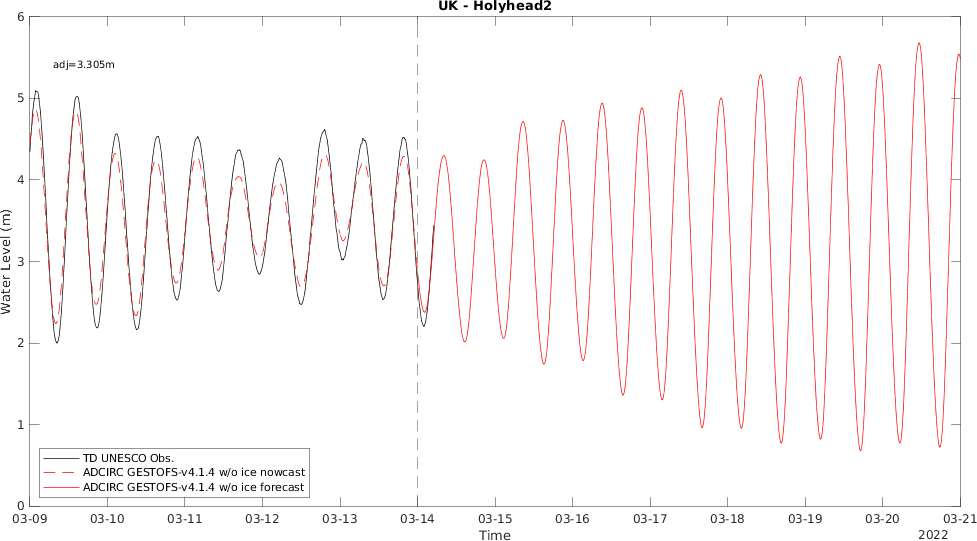 UK - Holyhead2
6
adj=3.305m
5
4
3
2
1
0
Water Level (m)
TD UNESCO Obs.
ADCIRC GESTOFS-v4.1.4 w/o ice nowcast
ADCIRC GESTOFS-v4.1.4 w/o ice forecast
03-09 03-10 03-11 03-12 03-13 03-14 03-15 03-16 03-17 03-18 03-19 03-20 03-21
Time
2022